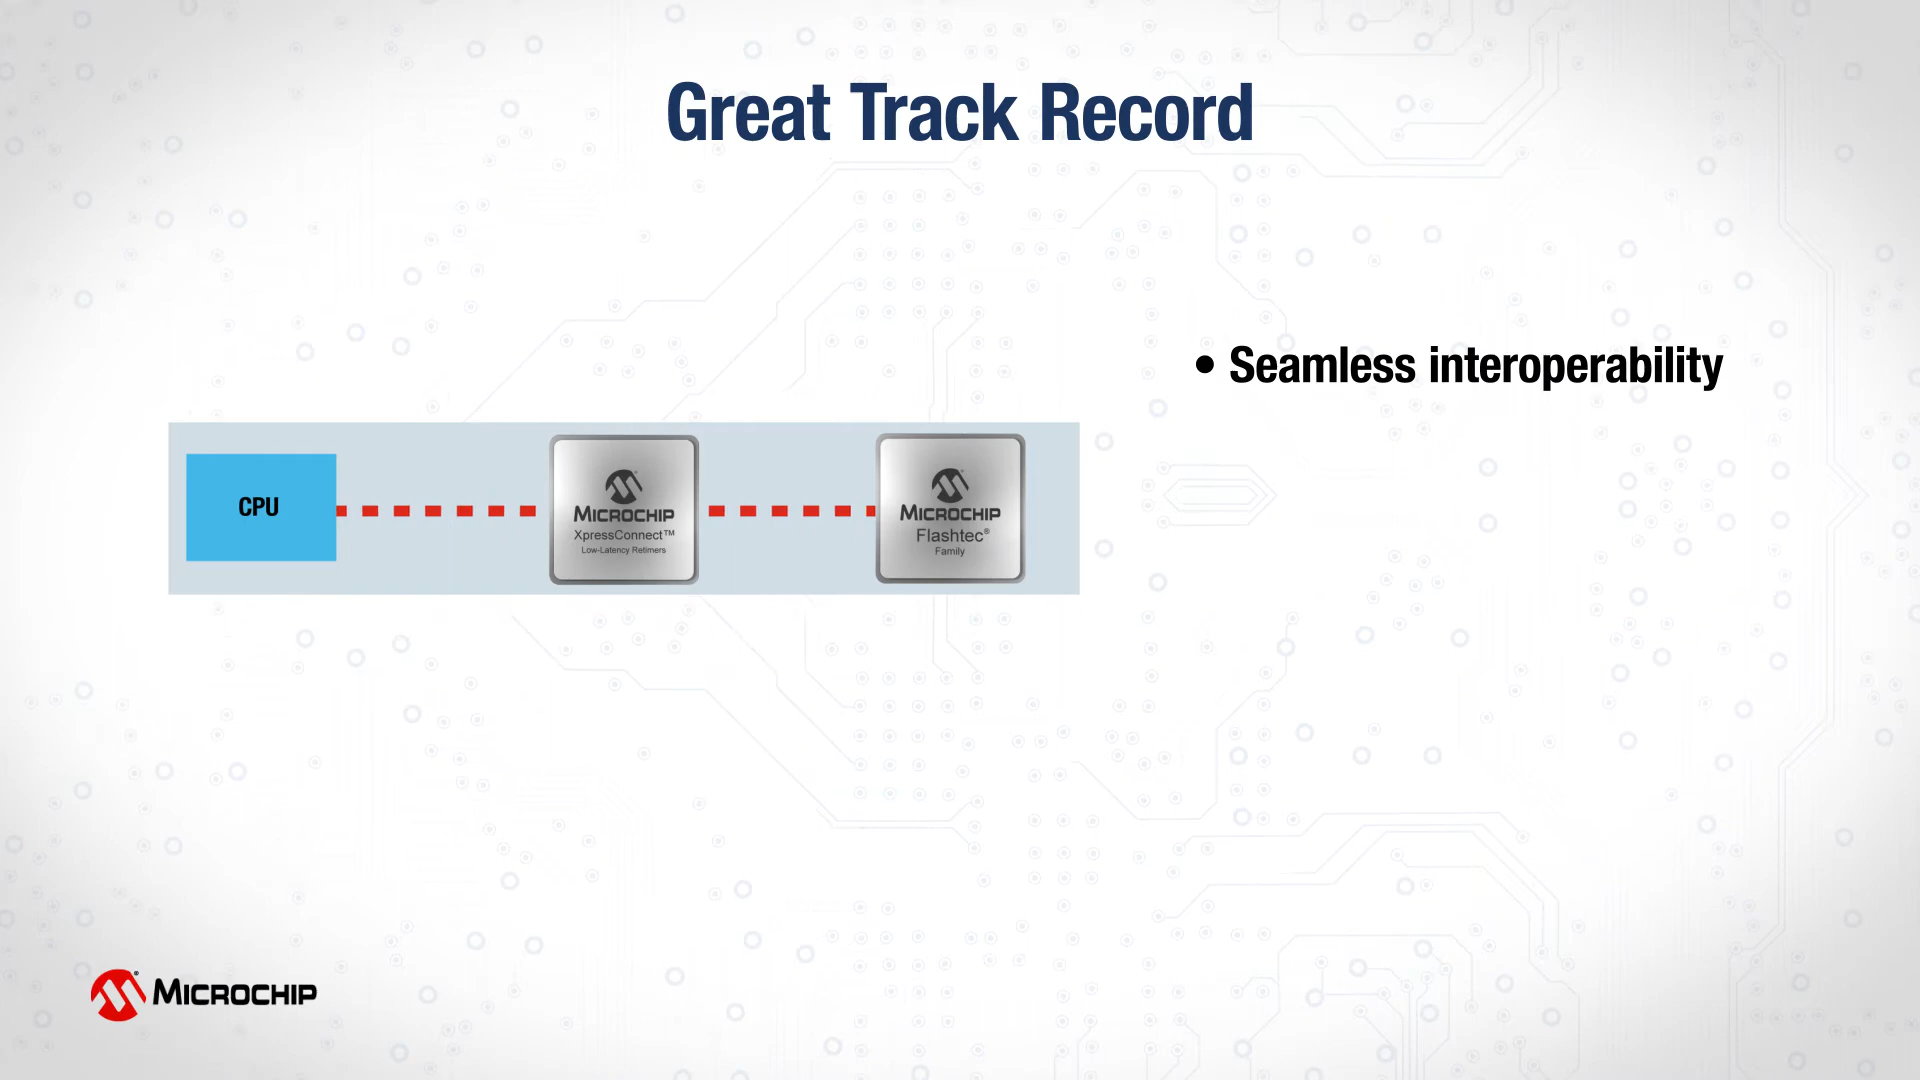 Great Track Record
• Seamless interoperability
CPU
MICROCHIP
XpressConnect™
Low-Latency Retimers
MICROCHIP
Flashtec®
Family
MICROCHIP